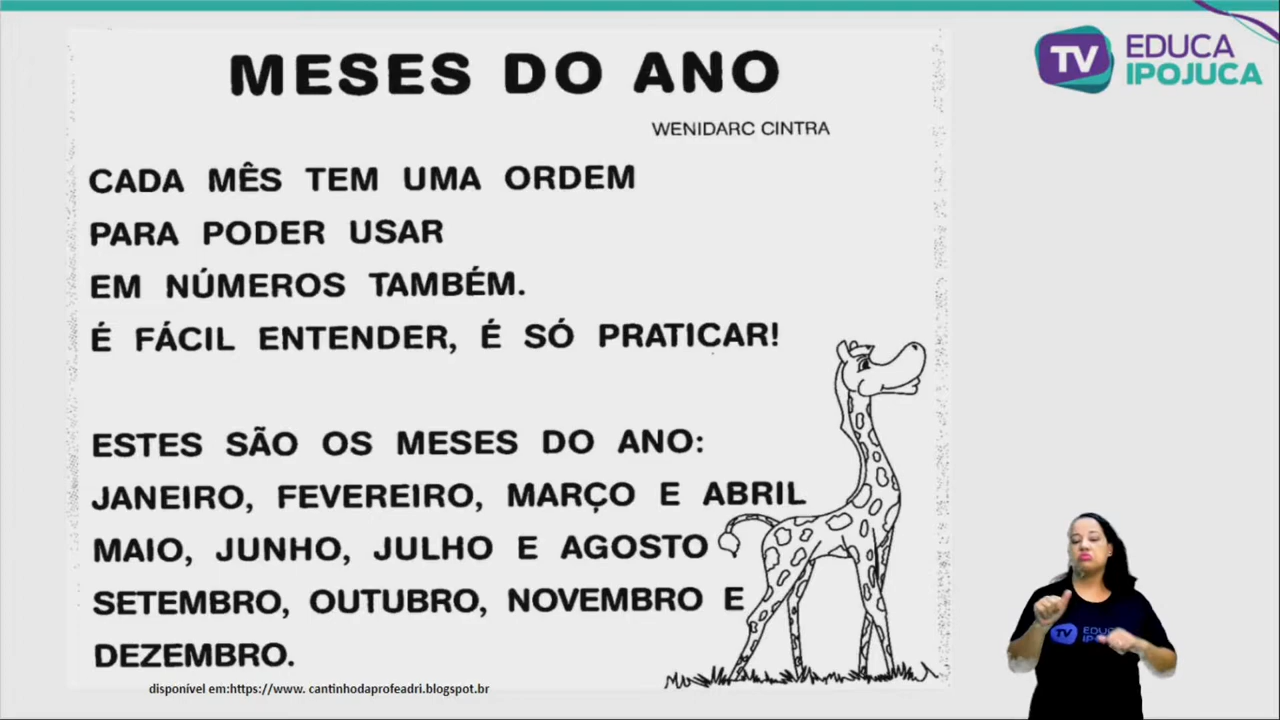 MESES DO ANO
TV EDUCA
IPOJUCA
WENIDARC CINTRA
CADA MÊS TEM UMA ORDEM
PARA PODER USAR
EM NÚMEROS TAMBÉM.
É FÁCIL ENTENDER, É SÓ PRATICAR!
ESTES SÃO OS MESES DO ANO:
JANEIRO, FEVEREIRO, MARÇO E ABRIL
MAIO, JUNHO, JULHO E AGOSTO
SETEMBRO, OUTUBRO, NOVEMBRO E
DEZEMBRO.
disponível em:https://www. cantinhodaprofeadri.blogspot.br
TV